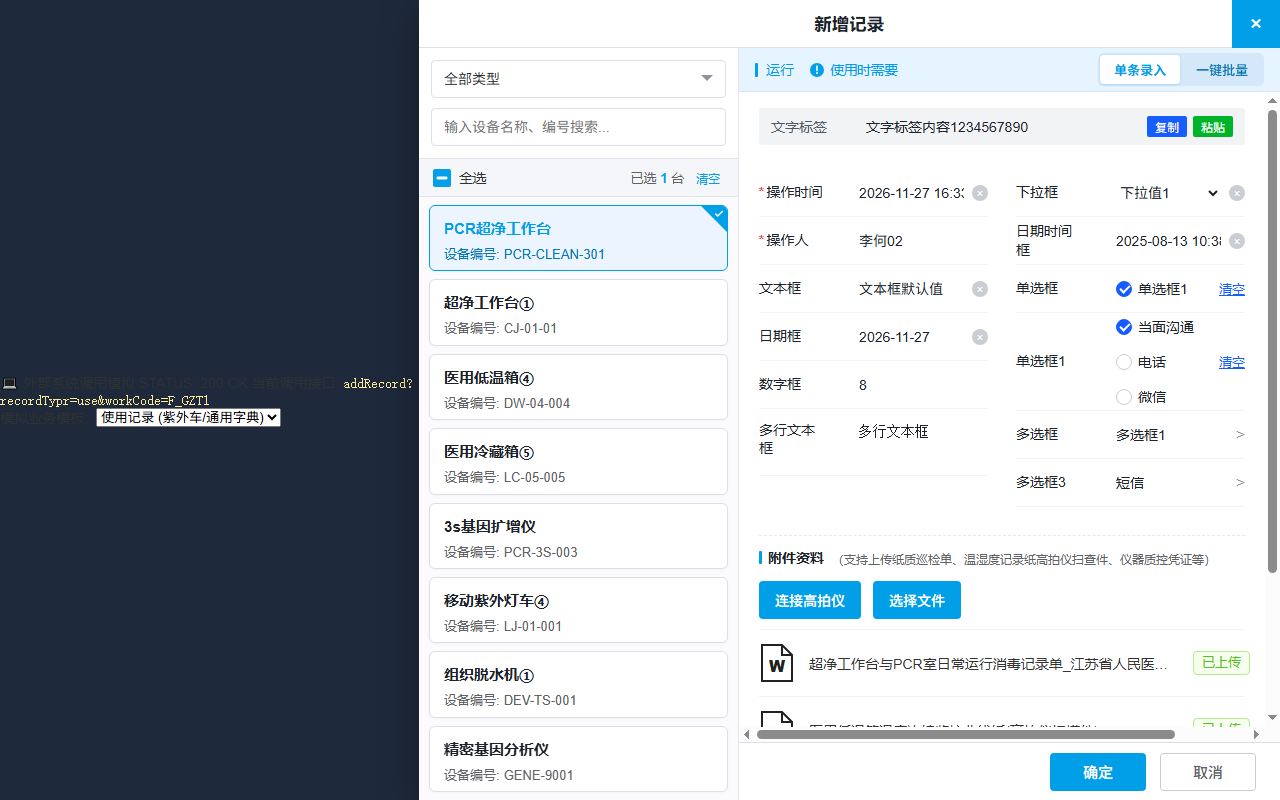 新增记录
×
外部系统调用模拟 STATUS: 200 OK 当前调用接口: addRecord?
recordTypr=use&workCode=F_GZT1
使用记录 (紫外车/通用字典)
全部类型
输入设备名称、编号搜索...
全选
已选 1 台 清空
PCR超净工作台
设备编号: PCR-CLEAN-301
超净工作台①
设备编号: CJ-01-01
医用低温箱④
设备编号: DW-04-004
医用冷藏箱⑤
设备编号: LC-05-005
3s基因扩增仪
设备编号: PCR-3S-003
移动紫外灯车④
设备编号: LJ-01-001
组织脱水机①
设备编号: DEV-TS-001
精密基因分析仪
设备编号: GENE-9001
运行
使用时需要
单条录入
一键批量
文字标签
文字标签内容1234567890
复制
粘贴
*操作时间
2026-11-27 16:33
*操作人
李何02
文本框
文本框默认值
日期框
2026-11-27
数字框
8
多行文本
框
多行文本框
下拉框
下拉值1
日期时间
框
2025-08-13 10:38
单选框
单选框1
清空
单选框1
当面沟通
电话
微信
清空
多选框
多选框1
>
多选框3
短信
>
附件资料
(支持上传纸质巡检单、温湿度记录纸高拍仪扫查件、仪器质控凭证等)
连接高拍仪
选择文件
W
超净工作台与PCR室日常运行消毒记录单_江苏省人民医...
已上传
已上传
确定
取消